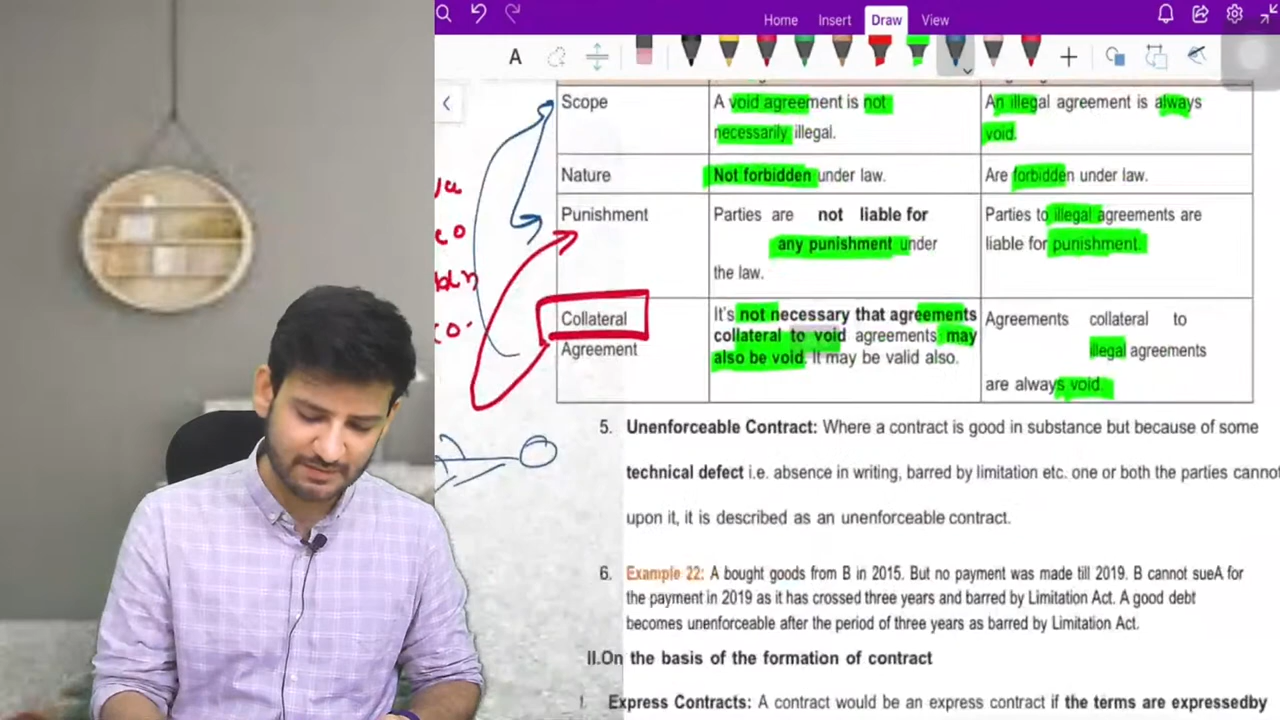 Home Insert Draw View
A
Scope A void agreement is not An illegal agreement is always
necessarily illegal. void.
Nature Not forbidden under law. Are forbidden under law.
Punishment Parties are not liable for Parties to illegal agreements are
any punishment under liable for punishment.
the law.
Collateral It's not necessary that agreements Agreements collateral to
Agreement collateral to void agreements may illegal agreements
also be void. It may be valid also. are always void.
5. Unenforceable Contract: Where a contract is good in substance but because of some
technical defect i.e. absence in writing, barred by limitation etc. one or both the parties cannot
upon it, it is described as an unenforceable contract.
6. Example 22: A bought goods from B in 2015. But no payment was made till 2019. B cannot sueA for
the payment in 2019 as it has crossed three years and barred by Limitation Act. A good debt
becomes unenforceable after the period of three years as barred by Limitation Act.
II.On the basis of the formation of contract
Express Contracts: A contract would be an express contract if the terms are expressedby